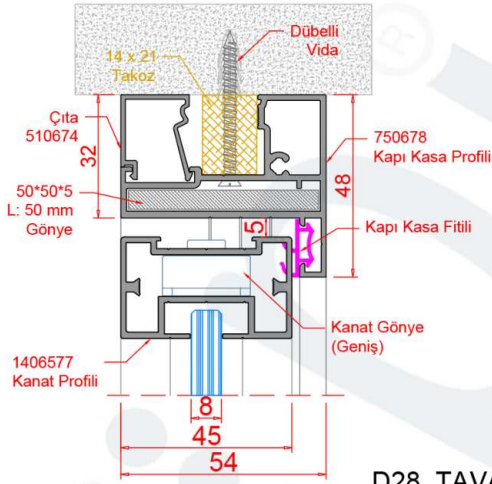 Dübelli
Vida
14 x 21
Takoz
Çıta
510674
32
750678
Kapı Kasa Profili
48
50*50*5
L: 50 mm
Gönye
5
Kapı Kasa Fitili
Kanat Gönye
(Geniş)
1406577
Kanat Profili
8
45
54
D28 TAVA
®